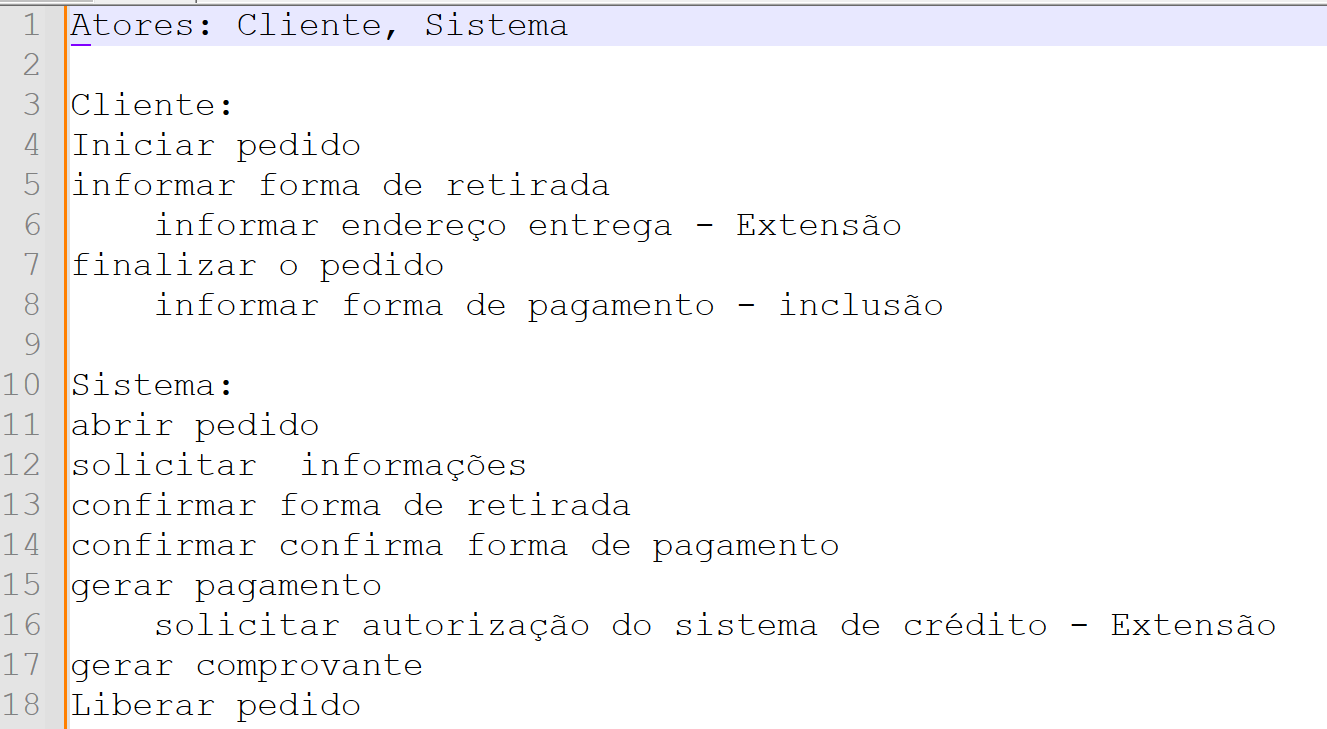 1 Atores: Cliente, Sistema
2
3 Cliente:
4 Iniciar pedido
5 informar forma de retirada
6     informar endereço entrega - Extensão
7 finalizar o pedido
8     informar forma de pagamento - inclusão
9
10 Sistema:
11 abrir pedido
12 solicitar  informações
13 confirmar forma de retirada
14 confirmar confirma forma de pagamento
15 gerar pagamento
16     solicitar autorização do sistema de crédito - Extensão
17 gerar comprovante
18 Liberar pedido